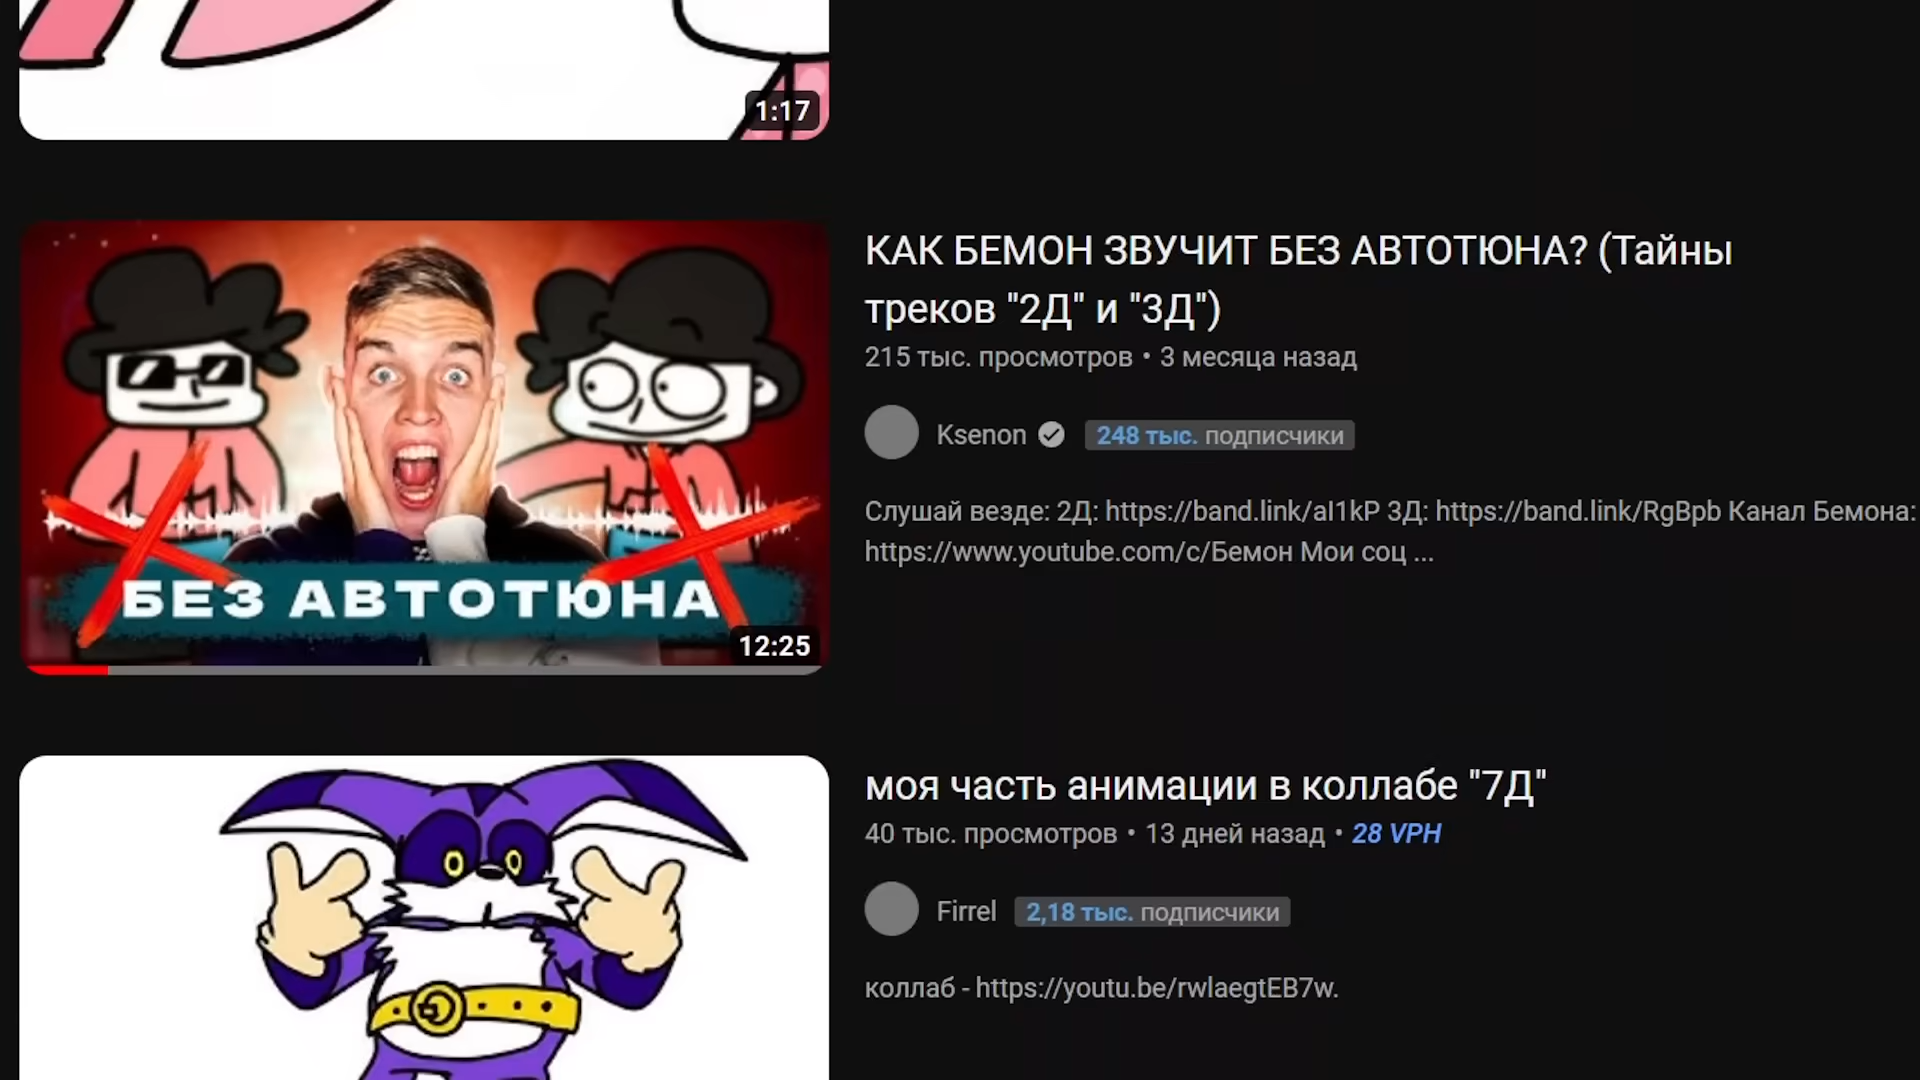 1:17
КАК БЕМОН ЗВУЧИТ БЕЗ АВТОТЮНА? (Тайны
треков "2Д" и "3Д")
215 тыс. просмотров • 3 месяца назад
Ksenon 248 тыс. подписчики
Слушай везде: 2Д: https://band.link/aI1kP 3Д: https://band.link/RgBpb Канал Бемона:
https://www.youtube.com/c/Бемон Мои соц ...
БЕЗ АВТОТЮНА
12:25
моя часть анимации в коллабе "7Д"
40 тыс. просмотров • 13 дней назад • 28 VPH
Firrel 2,18 тыс. подписчики
коллаб - https://youtu.be/rwlaegtEB7w.